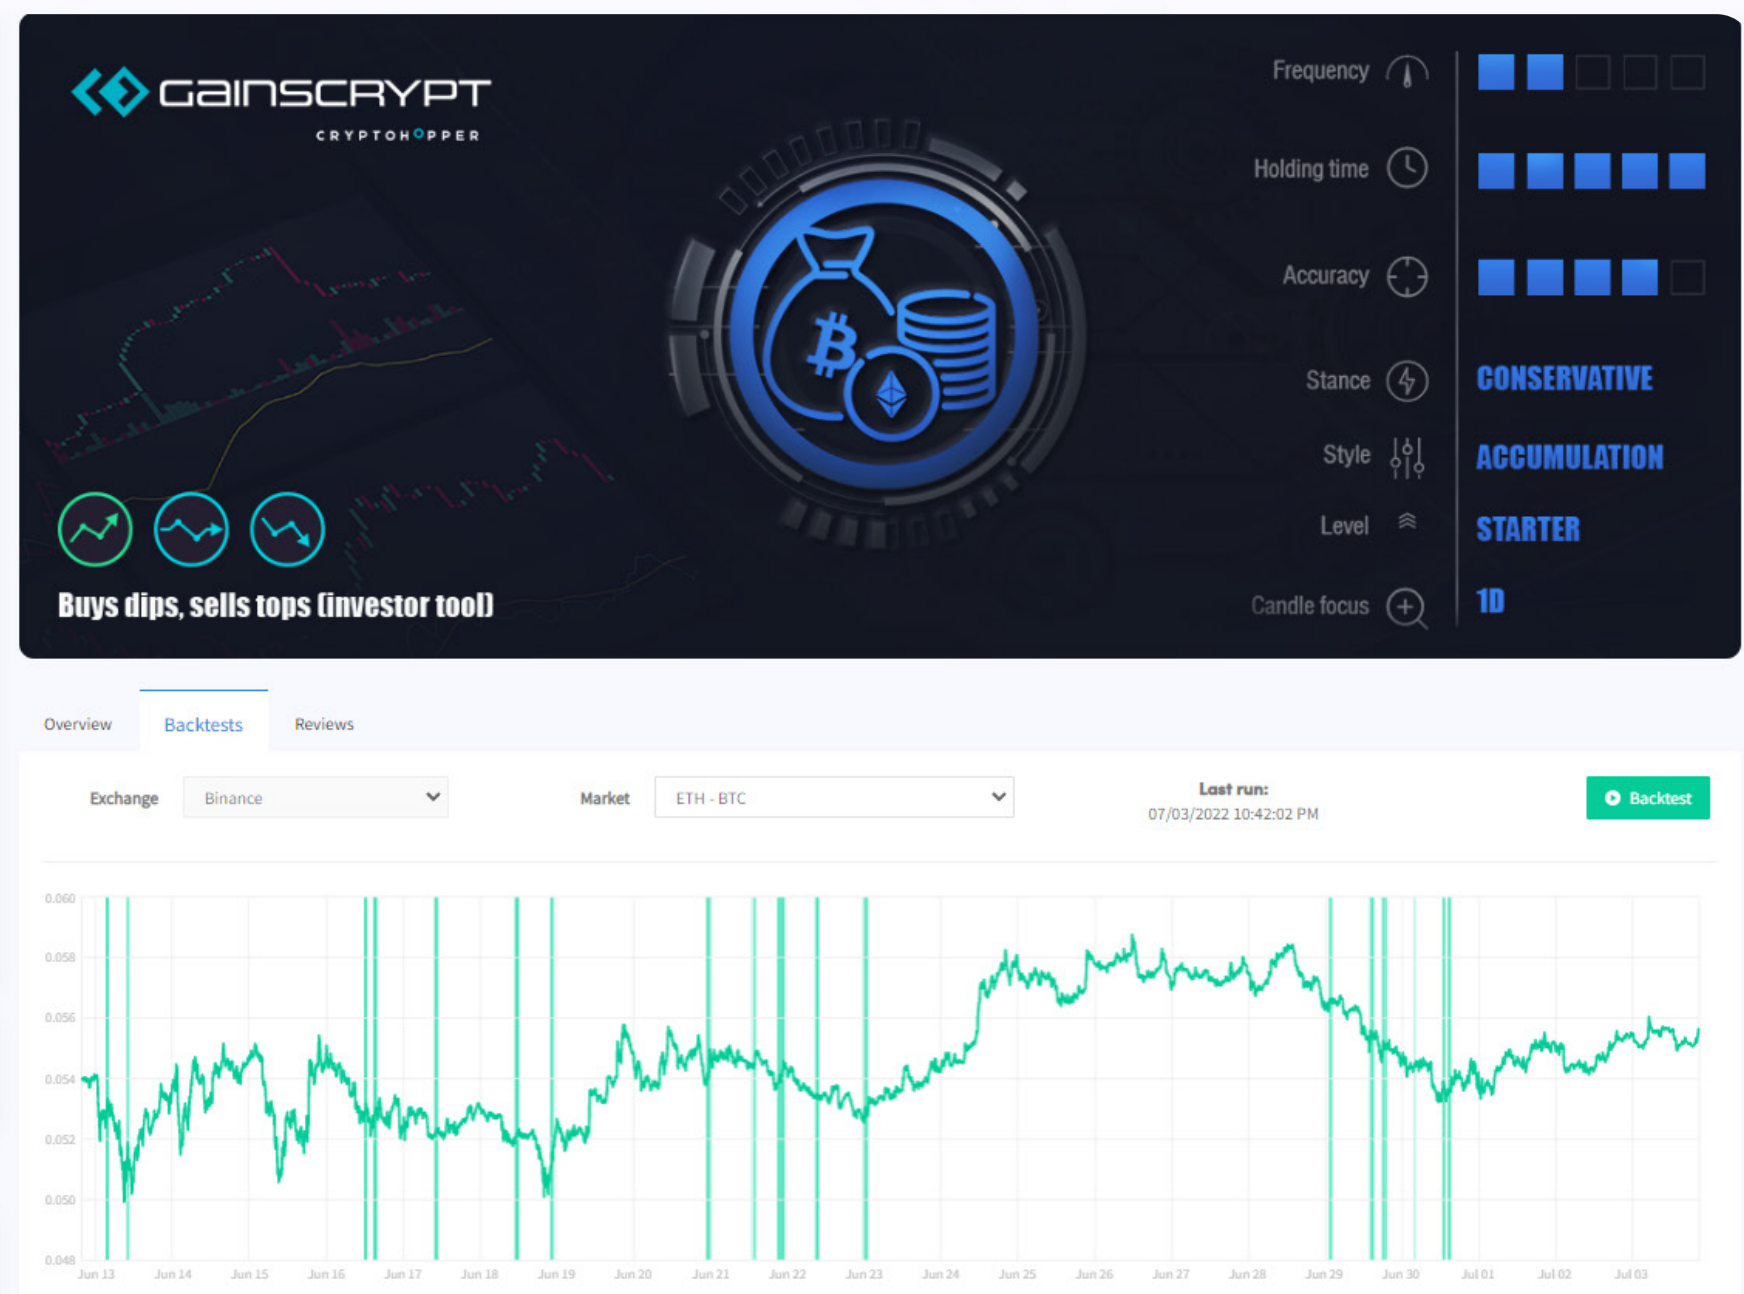 GAINSCRYPT
CRYPTOHOPPER
Frequency
Holding time
Accuracy
Stance CONSERVATIVE
Style ACCUMULATION
Level STARTER
Candle focus 1D
Buys dips, sells tops (investor tool)
Overview Backtests Reviews
Exchange Binance Market ETH - BTC Last run: Backtest
07/03/2022 10:42:02 PM
0.060
0.058
0.056
0.054
0.052
0.050
0.048
Jun 13 Jun 14 Jun 15 Jun 16 Jun 17 Jun 18 Jun 19 Jun 20 Jun 21 Jun 22 Jun 23 Jun 24 Jun 25 Jun 26 Jun 27 Jun 28 Jun 29 Jun 30 Jul 01 Jul 02 Jul 03